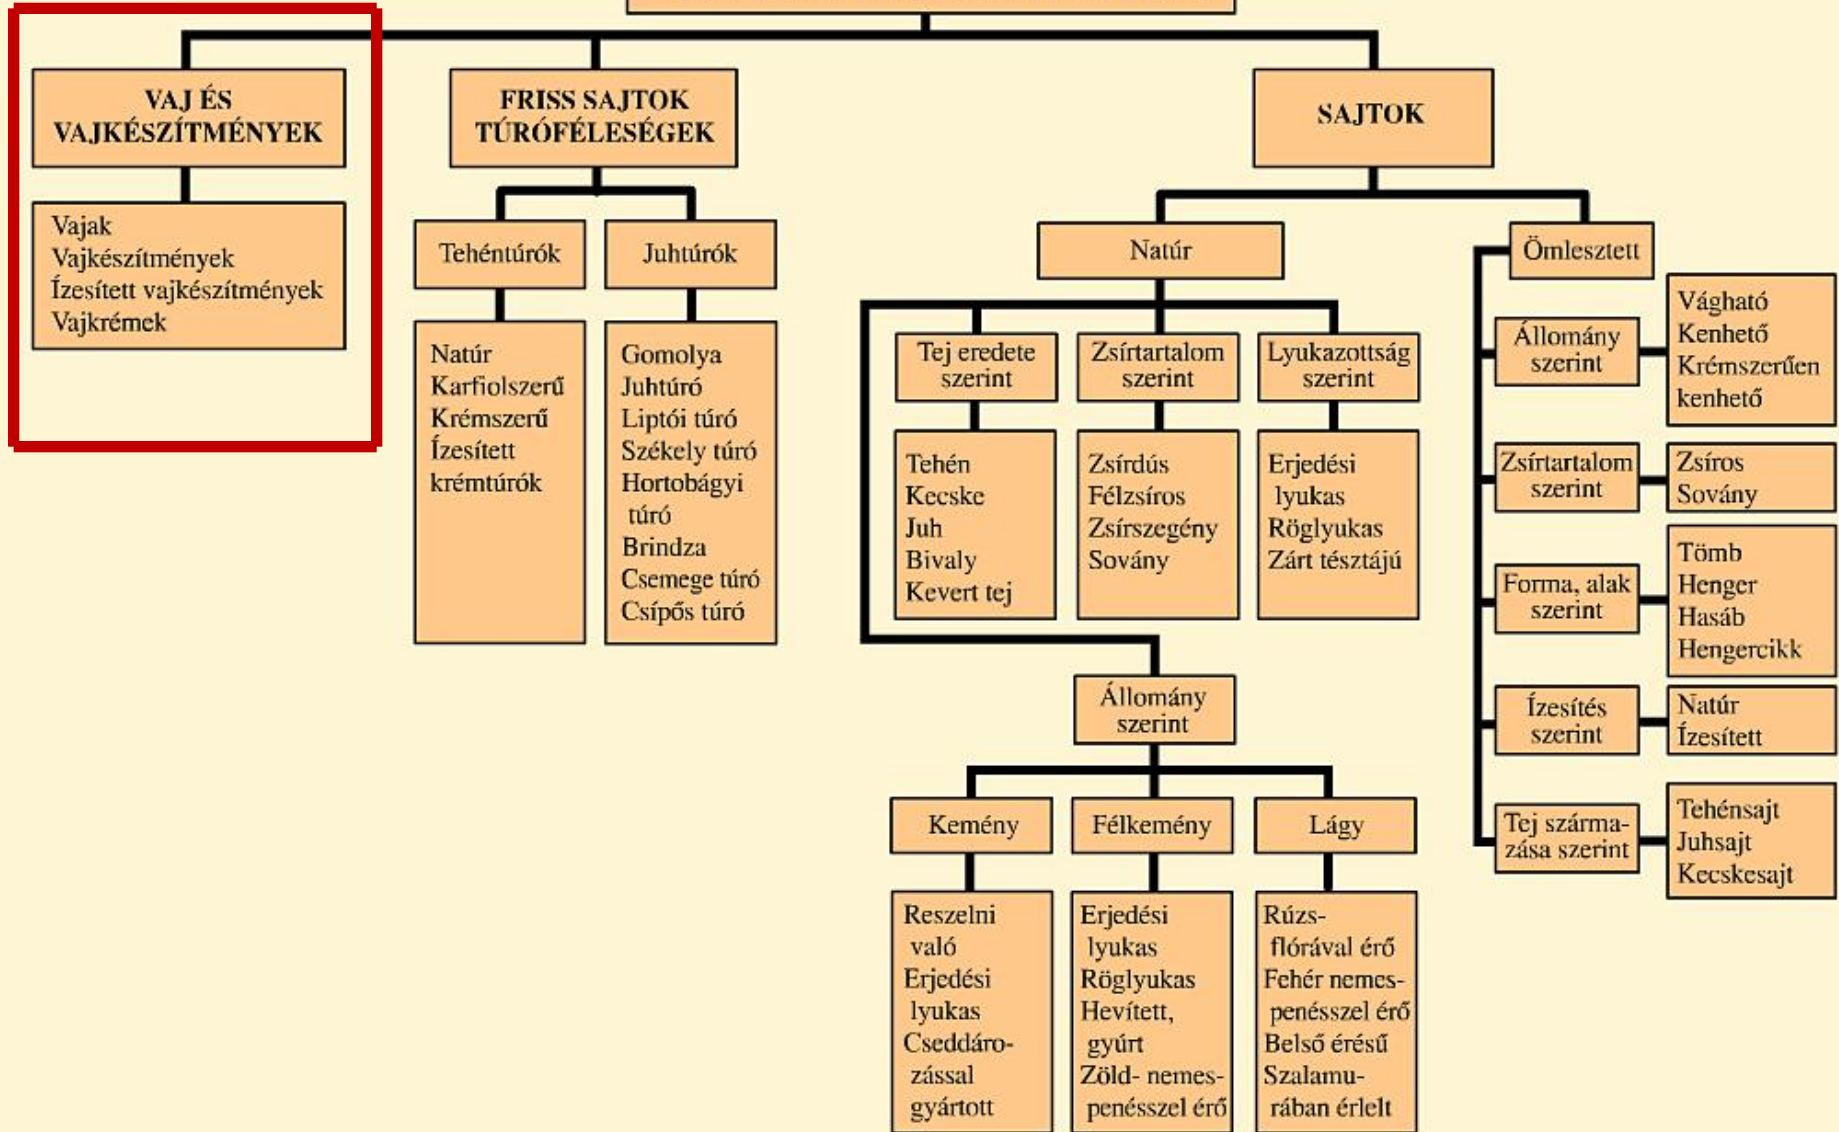 VAJ ÉS
VAJKÉSZÍTMÉNYEK
Vajak
Vajkészítmények
Ízesített vajkészítmények
Vajkrémek
FRISS SAJTOK
TÚRÓFÉLESÉGEK
Tehéntúrók
Natúr
Karfiolszerű
Krémszerű
Ízesített
krémtúrók
Juhtúrók
Gomolya
Juhtúró
Liptói túró
Székely túró
Hortobágyi
túró
Brindza
Csemege túró
Csípős túró
SAJTOK
Natúr
Tej eredete
szerint
Tehén
Kecske
Juh
Bivaly
Kevert tej
Zsírtartalom
szerint
Zsírdús
Félzsíros
Zsírszegény
Sovány
Lyukazottság
szerint
Erjedési
lyukas
Röglyukas
Zárt tésztájú
Állomány
szerint
Kemény
Reszelni
való
Erjedési
lyukas
Cseddáro-
zással
gyártott
Félkemény
Erjedési
lyukas
Röglyukas
Hevített,
gyúrt
Zöld- nemes-
penésszel érő
Lágy
Rúzs-
flórával érő
Fehér nemes-
penésszel érő
Belső érésű
Szalamu-
rában érlelt
Ömlesztett
Állomány
szerint
Vágható
Kenhető
Krémszerűen
kenhető
Zsírtartalom
szerint
Zsíros
Sovány
Forma, alak
szerint
Tömb
Henger
Hasáb
Hengercikk
Ízesítés
szerint
Natúr
Ízesített
Tej szárma-
zása szerint
Tehénsajt
Juhsajt
Kecskesajt